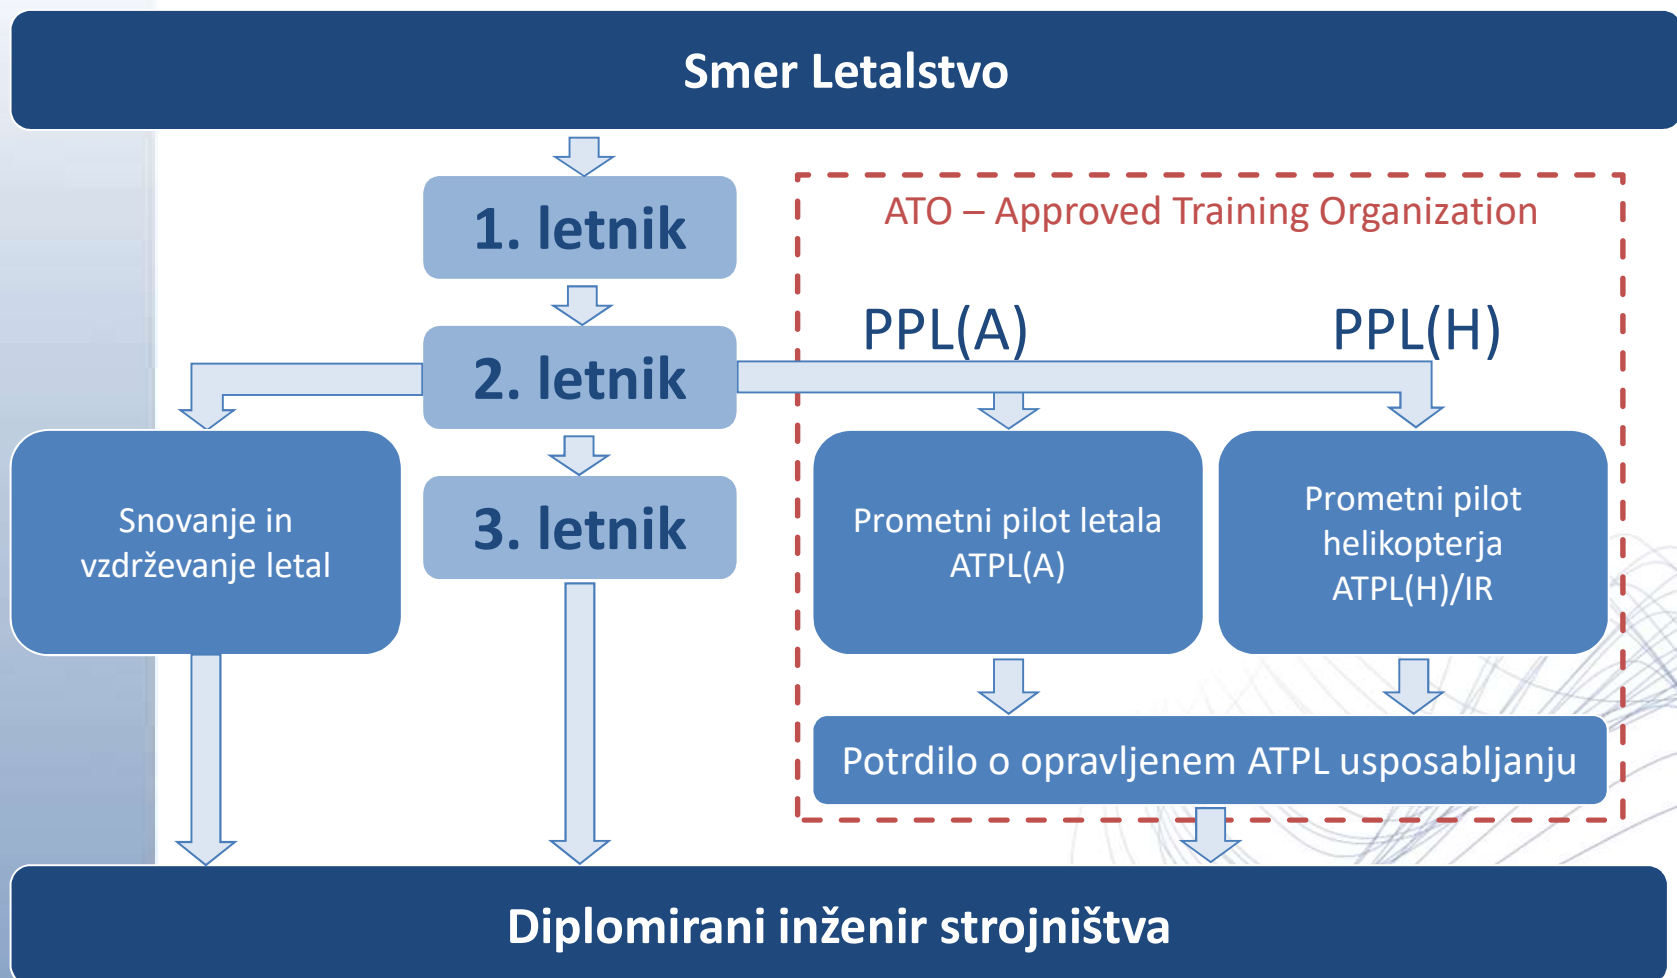 Smer Letalstvo
1. letnik
ATO – Approved Training Organization
PPL(A)
PPL(H)
2. letnik
Snovanje in
vzdrževanje letal
3. letnik
Prometni pilot letala
ATPL(A)
Prometni pilot
helikopterja
ATPL(H)/IR
Potrdilo o opravljenem ATPL usposabljanju
Diplomirani inženir strojništva